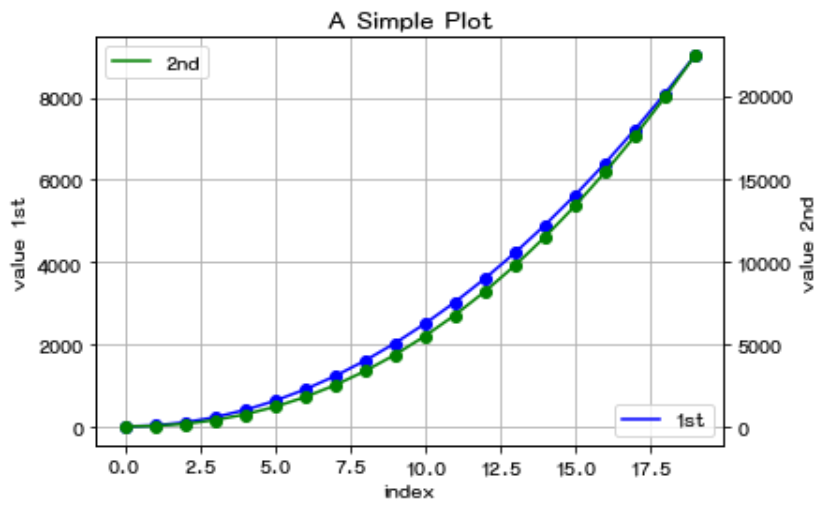 A Simple Plot
2nd
8000
6000
4000
2000
0
value 1st
20000
15000
10000
5000
0
value 2nd
1st
0.0 2.5 5.0 7.5 10.0 12.5 15.0 17.5
index